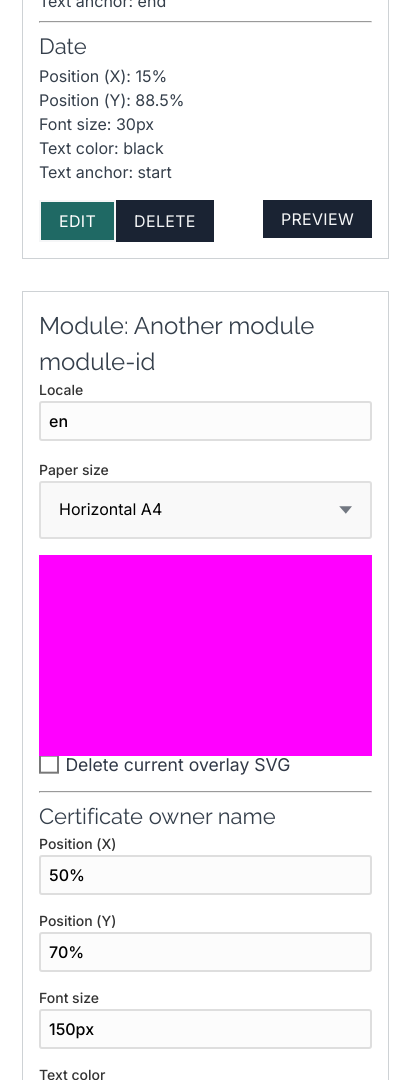 Text anchor: end
Date
Position (X): 15%
Position (Y): 88.5%
Font size: 30px
Text color: black
Text anchor: start
EDIT
DELETE
PREVIEW
Module: Another module
module-id
Locale
en
Paper size
Horizontal A4
Delete current overlay SVG
Certificate owner name
Position (X)
50%
Position (Y)
70%
Font size
150px
Text color